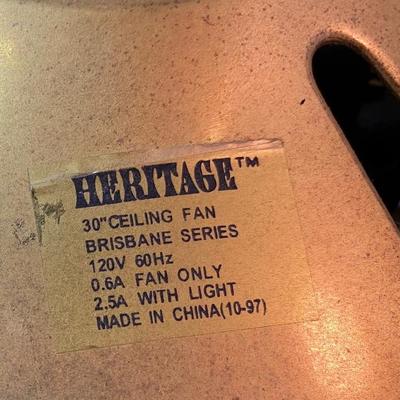 HERITAGE™
30" CEILING FAN
BRISBANE SERIES
120V 60Hz
0.6A FAN ONLY
2.5A WITH LIGHT
MADE IN CHINA(10-97)